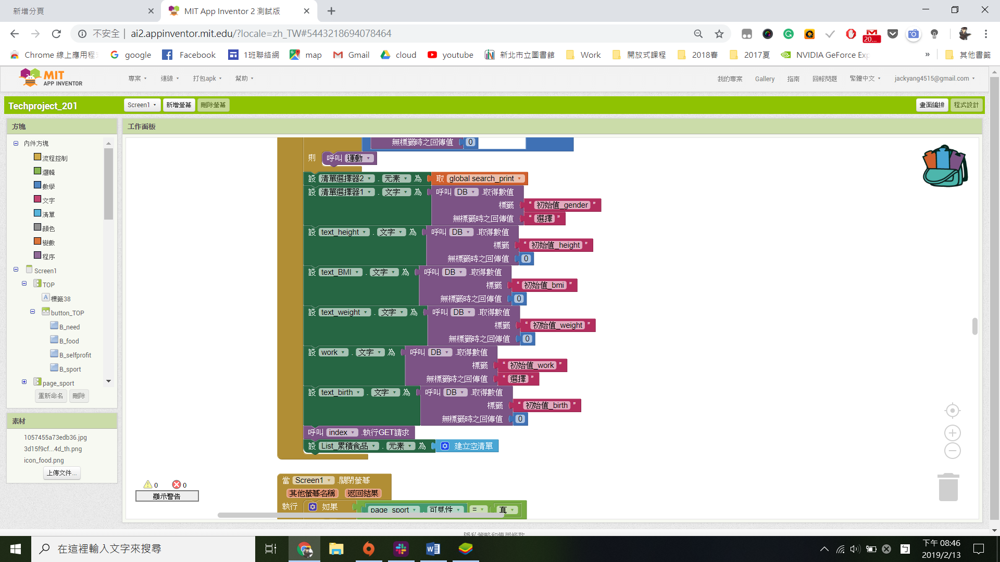 新增分頁
MIT App Inventor 2 測試版
不安全 | ai2.appinventor.mit.edu/?locale=zh_TW#5443218694078464
20...
Chrome 線上應用程式 google Facebook 1班聯絡網 map Gmail cloud youtube 新北市立圖書館 Work 開放式課程 2018春 2017夏 NVIDIA GeForce Exp » 其他書籤
MIT
APP INVENTOR
專案 連線 打包apk 幫助 我的專案 Gallery 指南 回報問題 繁體中文 jackyang4515@gmail.com
Techproject_201 Screen1 新增螢幕 刪除螢幕 畫面編排 程式設計
方塊
內件方塊
流程控制
邏輯
數學
文字
清單
顏色
變數
程序
Screen1
TOP
標籤38
button_TOP
B_need
B_food
B_selfprofit
B_sport
page_sport
重新命名 刪除
素材
1057455a73edb36.jpg
3d15f9cf...4d_th.png
icon_food.png
上傳文件...
工作面板
無標籤時之回傳值 0
則 呼叫 運動
設 清單選擇器2 . 元素 為 取 global search_print
設 清單選擇器1 . 文字 為 呼叫 DB .取得數值
標籤 “ 初始值_gender ”
無標籤時之回傳值 “ 選擇 ”
設 text_height . 文字 為 呼叫 DB .取得數值
標籤 “ 初始值_height ”
無標籤時之回傳值 0
設 text_BMI . 文字 為 呼叫 DB .取得數值
標籤 “ 初始值_bmi ”
無標籤時之回傳值 0
設 text_weight . 文字 為 呼叫 DB .取得數值
標籤 “ 初始值_weight ”
無標籤時之回傳值 0
設 work . 文字 為 呼叫 DB .取得數值
標籤 “ 初始值_work ”
無標籤時之回傳值 “ 選擇 ”
設 text_birth . 文字 為 呼叫 DB .取得數值
標籤 “ 初始值_birth ”
無標籤時之回傳值 0
呼叫 index .執行GET請求
設 List_累積食品 . 元素 為 建立空清單
當 Screen1 .關閉螢幕
其他螢幕名稱 返回結果
執行 如果 page_sport . 可見性 = 真
0 0
顯示警告
隱私策略和使用條款
在這裡輸入文字來搜尋
下午 08:46
2019/2/13